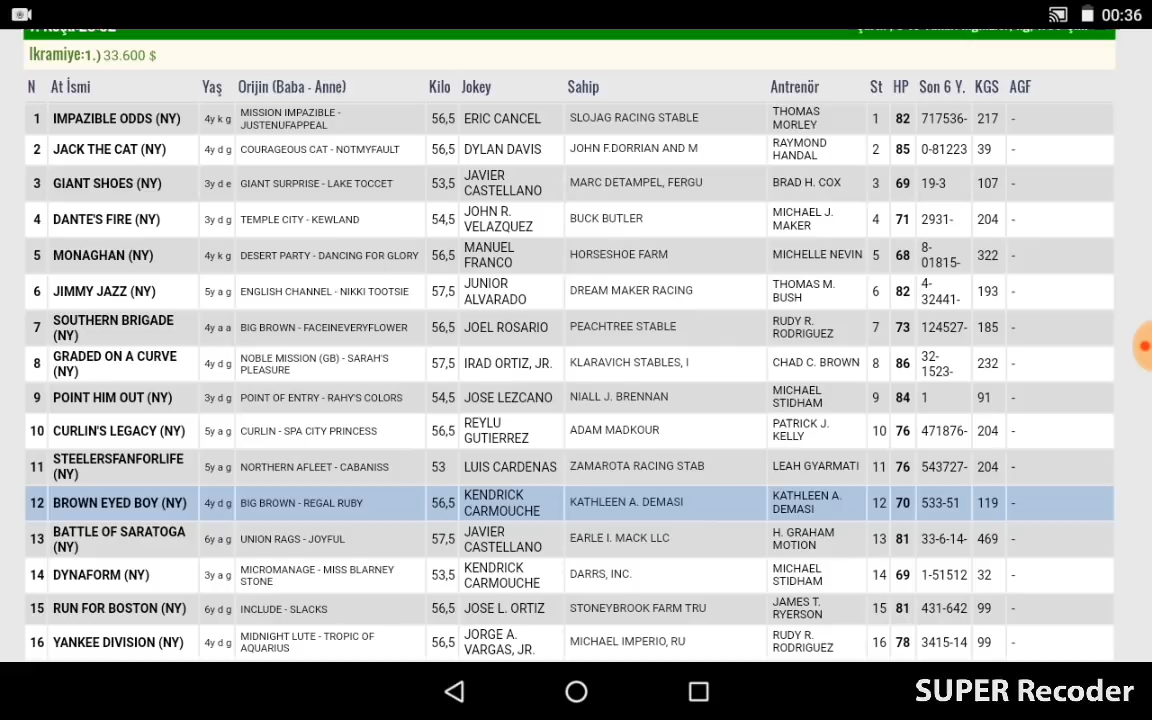 00:36
İkramiye:1.) 33.600 $
N At İsmi Yaş Orijin (Baba - Anne) Kilo Jokey Sahip Antrenör St HP Son 6 Y. KGS AGF
1 IMPAZIBLE ODDS (NY) 4y k g MISSION IMPAZIBLE - JUSTENUFAPPEAL 56,5 ERIC CANCEL SLOJAG RACING STABLE THOMAS MORLEY 1 82 717536- 217 -
2 JACK THE CAT (NY) 4y d g COURAGEOUS CAT - NOTMYFAULT 56,5 DYLAN DAVIS JOHN F.DORRIAN AND M RAYMOND HANDAL 2 85 0-81223 39 -
3 GIANT SHOES (NY) 3y d e GIANT SURPRISE - LAKE TOCCET 53,5 JAVIER CASTELLANO MARC DETAMPEL, FERGU BRAD H. COX 3 69 19-3 107 -
4 DANTE'S FIRE (NY) 3y d g TEMPLE CITY - KEWLAND 54,5 JOHN R. VELAZQUEZ BUCK BUTLER MICHAEL J. MAKER 4 71 2931- 204 -
5 MONAGHAN (NY) 4y k g DESERT PARTY - DANCING FOR GLORY 56,5 MANUEL FRANCO HORSESHOE FARM MICHELLE NEVIN 5 68 8-01815- 322 -
6 JIMMY JAZZ (NY) 5y a g ENGLISH CHANNEL - NIKKI TOOTSIE 57,5 JUNIOR ALVARADO DREAM MAKER RACING THOMAS M. BUSH 6 82 4-32441- 193 -
7 SOUTHERN BRIGADE (NY) 4y a a BIG BROWN - FACEINEVERYFLOWER 56,5 JOEL ROSARIO PEACHTREE STABLE RUDY R. RODRIGUEZ 7 73 124527- 185 -
8 GRADED ON A CURVE (NY) 4y d g NOBLE MISSION (GB) - SARAH'S PLEASURE 57,5 IRAD ORTIZ, JR. KLARAVICH STABLES, I CHAD C. BROWN 8 86 32-1523- 232 -
9 POINT HIM OUT (NY) 3y d g POINT OF ENTRY - RAHY'S COLORS 54,5 JOSE LEZCANO NIALL J. BRENNAN MICHAEL STIDHAM 9 84 1 91 -
10 CURLIN'S LEGACY (NY) 5y a g CURLIN - SPA CITY PRINCESS 56,5 REYLU GUTIERREZ ADAM MADKOUR PATRICK J. KELLY 10 76 471876- 204 -
11 STEELERSFANFORLIFE (NY) 5y a g NORTHERN AFLEET - CABANISS 53 LUIS CARDENAS ZAMAROTA RACING STAB LEAH GYARMATI 11 76 543727- 204 -
12 BROWN EYED BOY (NY) 4y d g BIG BROWN - REGAL RUBY 56,5 KENDRICK CARMOUCHE KATHLEEN A. DEMASI KATHLEEN A. DEMASI 12 70 533-51 119 -
13 BATTLE OF SARATOGA (NY) 6y a g UNION RAGS - JOYFUL 57,5 JAVIER CASTELLANO EARLE I. MACK LLC H. GRAHAM MOTION 13 81 33-6-14- 469 -
14 DYNAFORM (NY) 3y a g MICROMANAGE - MISS BLARNEY STONE 53,5 KENDRICK CARMOUCHE DARRS, INC. MICHAEL STIDHAM 14 69 1-51512 32 -
15 RUN FOR BOSTON (NY) 6y d g INCLUDE - SLACKS 56,5 JOSE L. ORTIZ STONEYBROOK FARM TRU JAMES T. RYERSON 15 81 431-642 99 -
16 YANKEE DIVISION (NY) 4y d g MIDNIGHT LUTE - TROPIC OF AQUARIUS 56,5 JORGE A. VARGAS, JR. MICHAEL IMPERIO, RU RUDY R. RODRIGUEZ 16 78 3415-14 99 -
SUPER Recoder